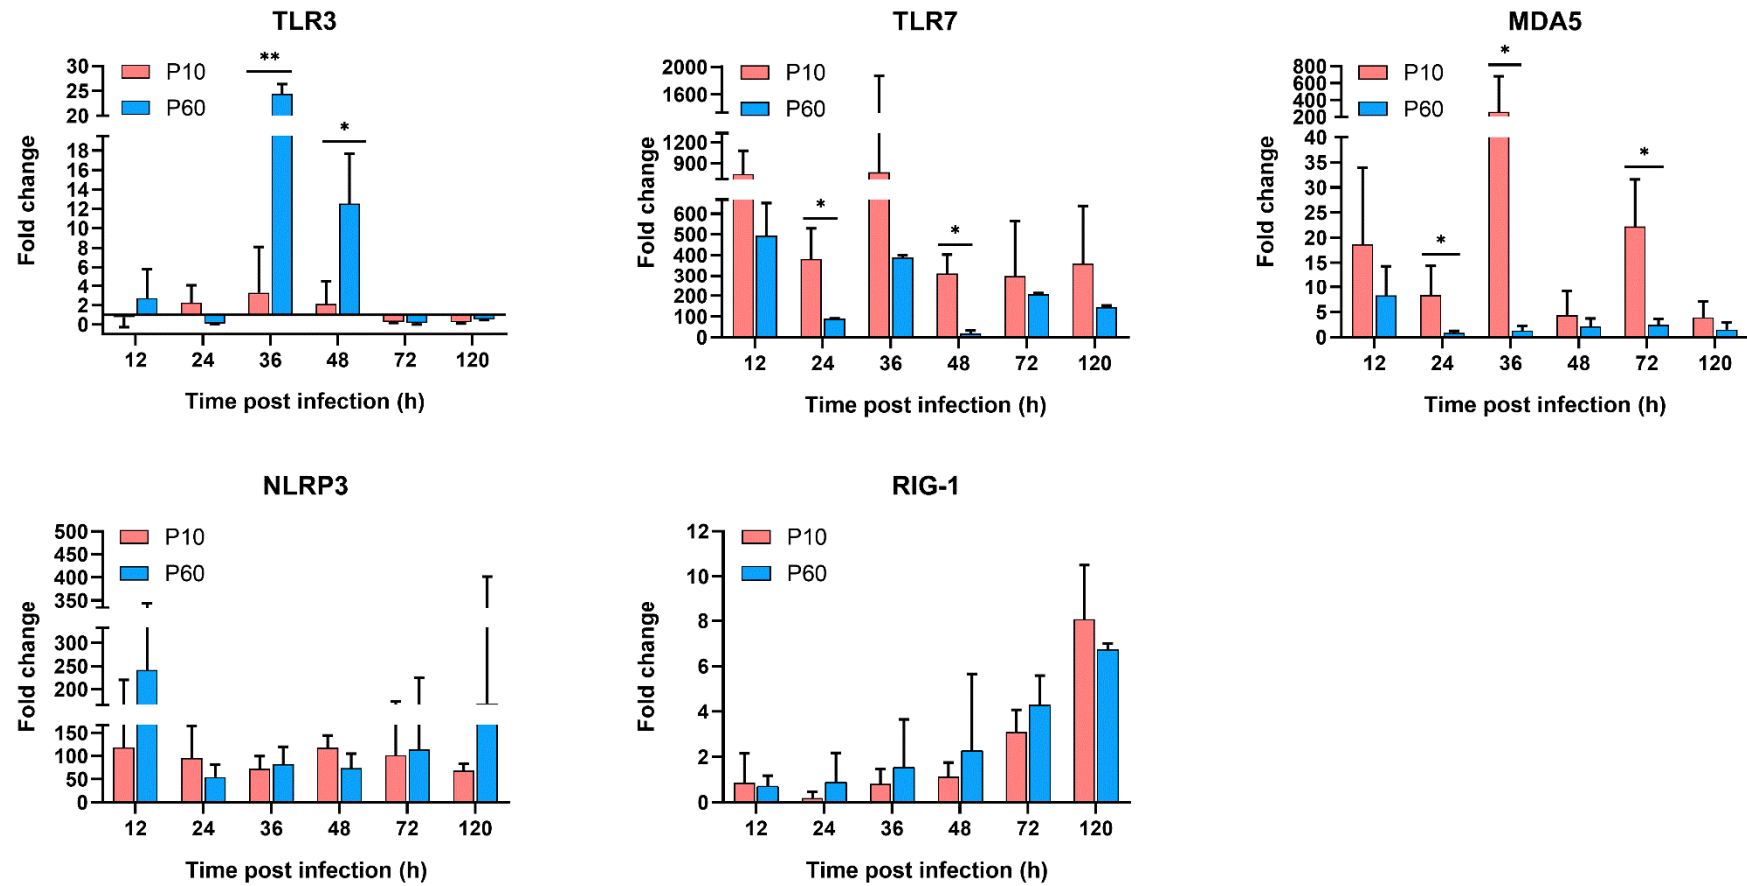 TLR3
**
*
P10
P60
30
25
20
18
16
14
12
10
8
6
4
2
0
Fold change
12 24 36 48 72 120
Time post infection (h)
TLR7
*
*
P10
P60
2000
1600
1200
900
600
500
400
300
200
100
0
Fold change
12 24 36 48 72 120
Time post infection (h)
MDA5
*
*
*
P10
P60
800
600
400
200
40
35
30
25
20
15
10
5
0
Fold change
12 24 36 48 72 120
Time post infection (h)
NLRP3
P10
P60
500
450
400
350
300
250
200
150
100
50
0
Fold change
12 24 36 48 72 120
Time post infection (h)
RIG-1
P10
P60
12
10
8
6
4
2
0
Fold change
12 24 36 48 72 120
Time post infection (h)